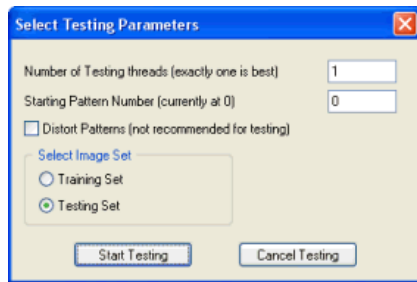 Select Testing Parameters
Number of Testing threads (exactly one is best) 1
Starting Pattern Number (currently at 0) 0
Distort Patterns (not recommended for testing)
Select Image Set
Training Set
Testing Set
Start Testing Cancel Testing